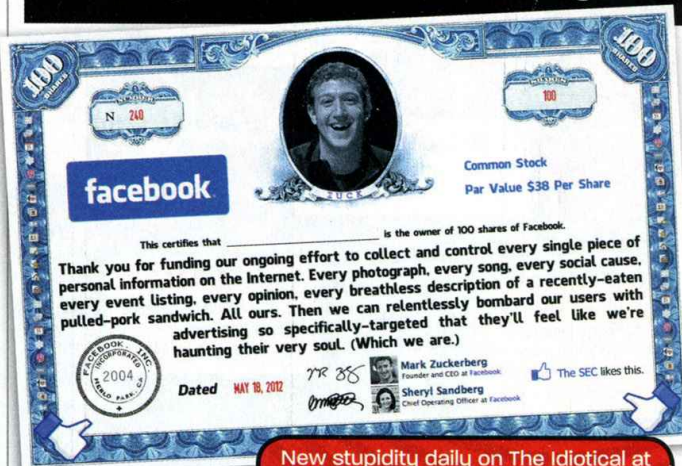 100
SHARES
100
SHARES
NUMBER
N 240
SHARES
100
ZUCK
facebook
Common Stock
Par Value $38 Per Share
This certifies that ____________________ is the owner of 100 shares of Facebook.
Thank you for funding our ongoing effort to collect and control every single piece of
personal information on the Internet. Every photograph, every song, every social cause,
every event listing, every opinion, every breathless description of a recently-eaten
pulled-pork sandwich. All ours. Then we can relentlessly bombard our users with
advertising so specifically-targeted that they'll feel like we're
haunting their very soul. (Which we are.)
FACEBOOK, INC.
INCORPORATED
2004
MENLO PARK, CA
Dated MAY 18, 2012
Mark Zuckerberg
Founder and CEO at Facebook
Sheryl Sandberg
Chief Operating Officer at Facebook
The SEC likes this.
New stupidity daily on The Idiotical at